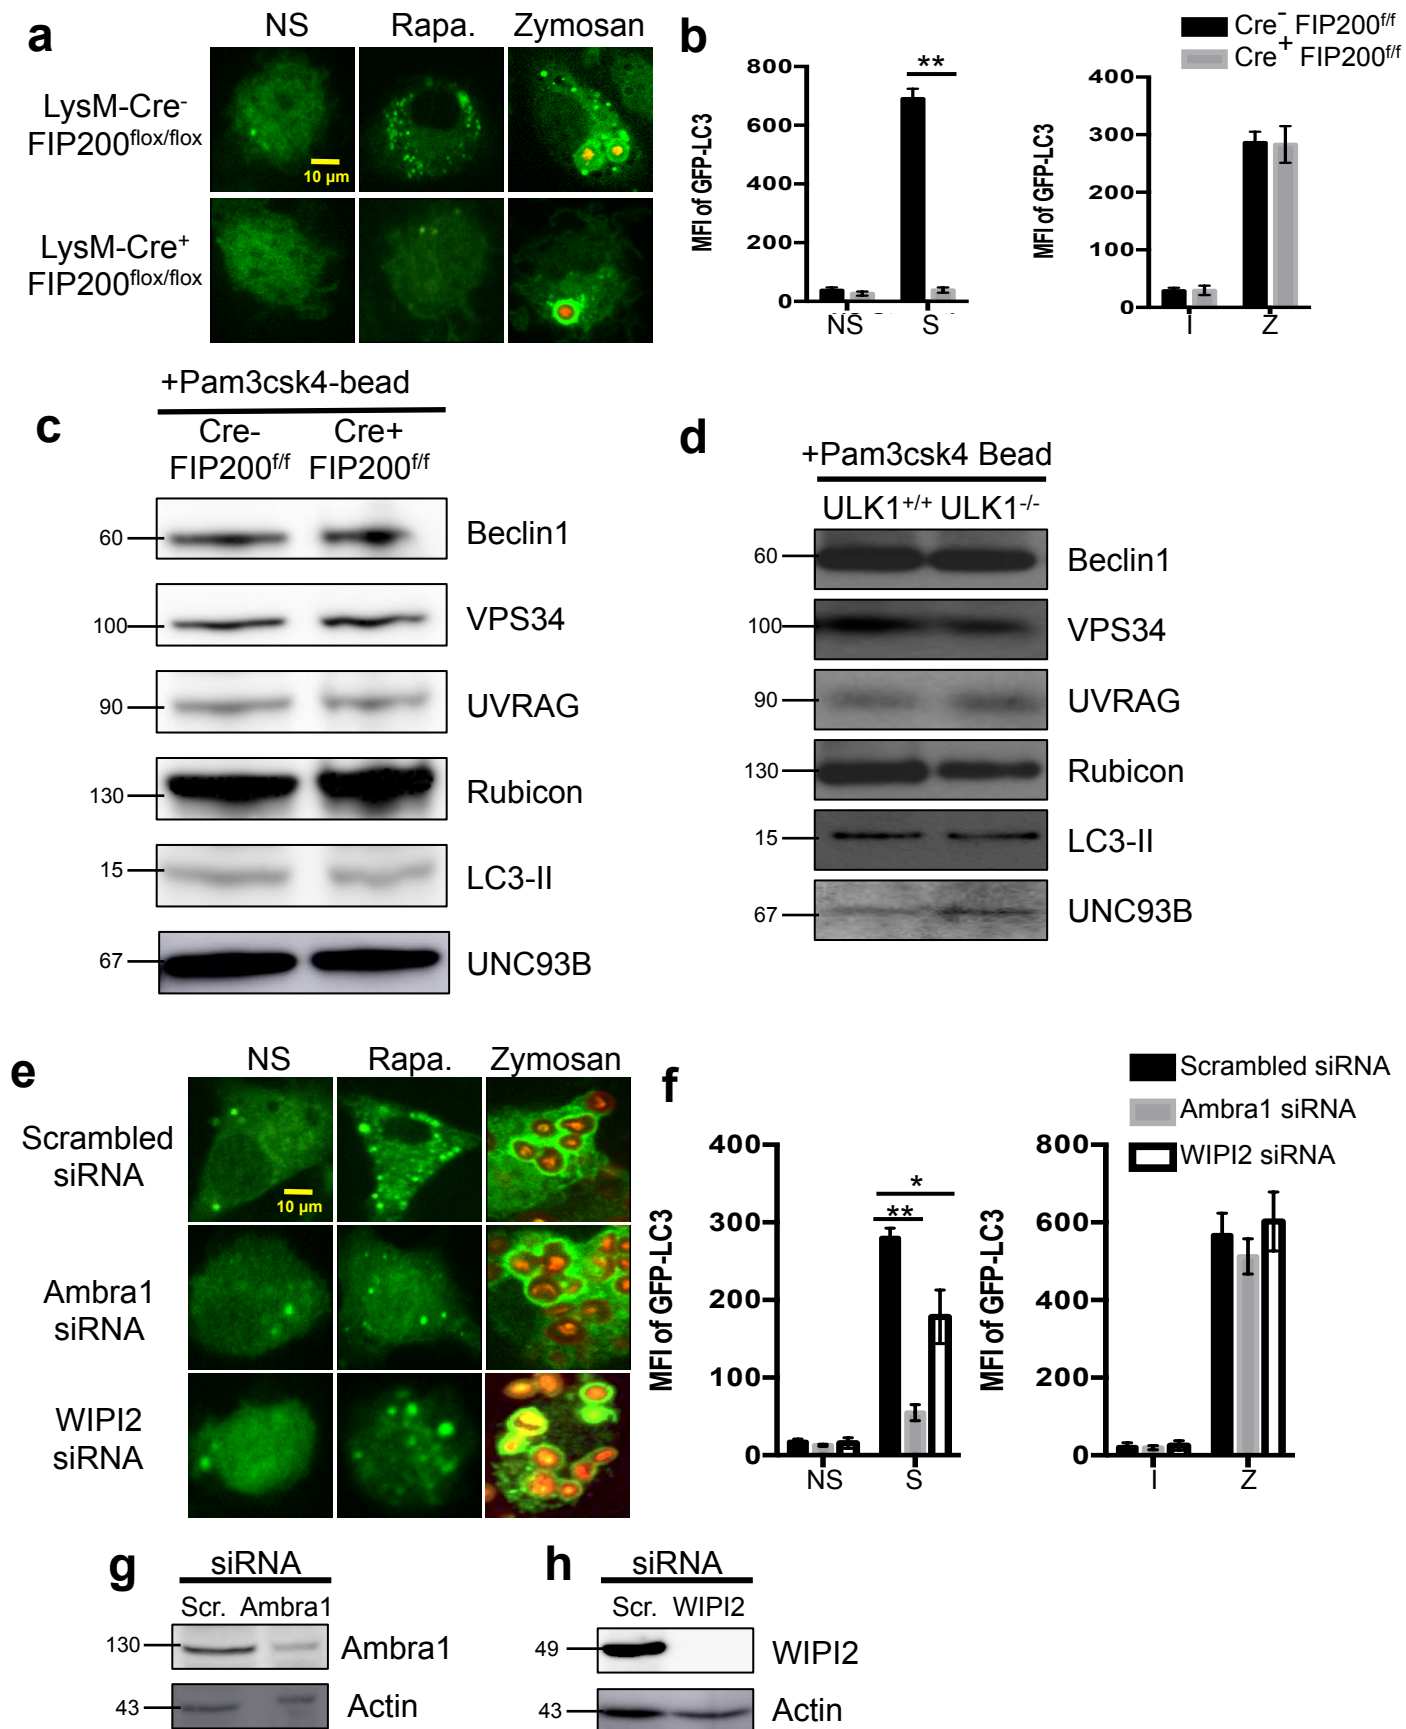 a
NS Rapa. Zymosan
LysM-Cre-
FIP200flox/flox
10 µm
LysM-Cre+
FIP200flox/flox
b
Cre- FIP200f/f
Cre+ FIP200f/f
MFI of GFP-LC3
800
600
400
200
0
**
NS S
MFI of GFP-LC3
400
300
200
100
0
I Z
c
+Pam3csk4-bead
Cre- Cre+
FIP200f/f FIP200f/f
60 Beclin1
100 VPS34
90 UVRAG
130 Rubicon
15 LC3-II
67 UNC93B
d
+Pam3csk4 Bead
ULK1+/+ ULK1-/-
60 Beclin1
100 VPS34
90 UVRAG
130 Rubicon
15 LC3-II
67 UNC93B
e
NS Rapa. Zymosan
Scrambled
siRNA
10 µm
Ambra1
siRNA
WIPI2
siRNA
f
Scrambled siRNA
Ambra1 siRNA
WIPI2 siRNA
MFI of GFP-LC3
400
300
200
100
0
*
**
NS S
MFI of GFP-LC3
800
600
400
200
0
I Z
g
siRNA
Scr. Ambra1
130 Ambra1
43 Actin
h
siRNA
Scr. WIPI2
49 WIPI2
43 Actin